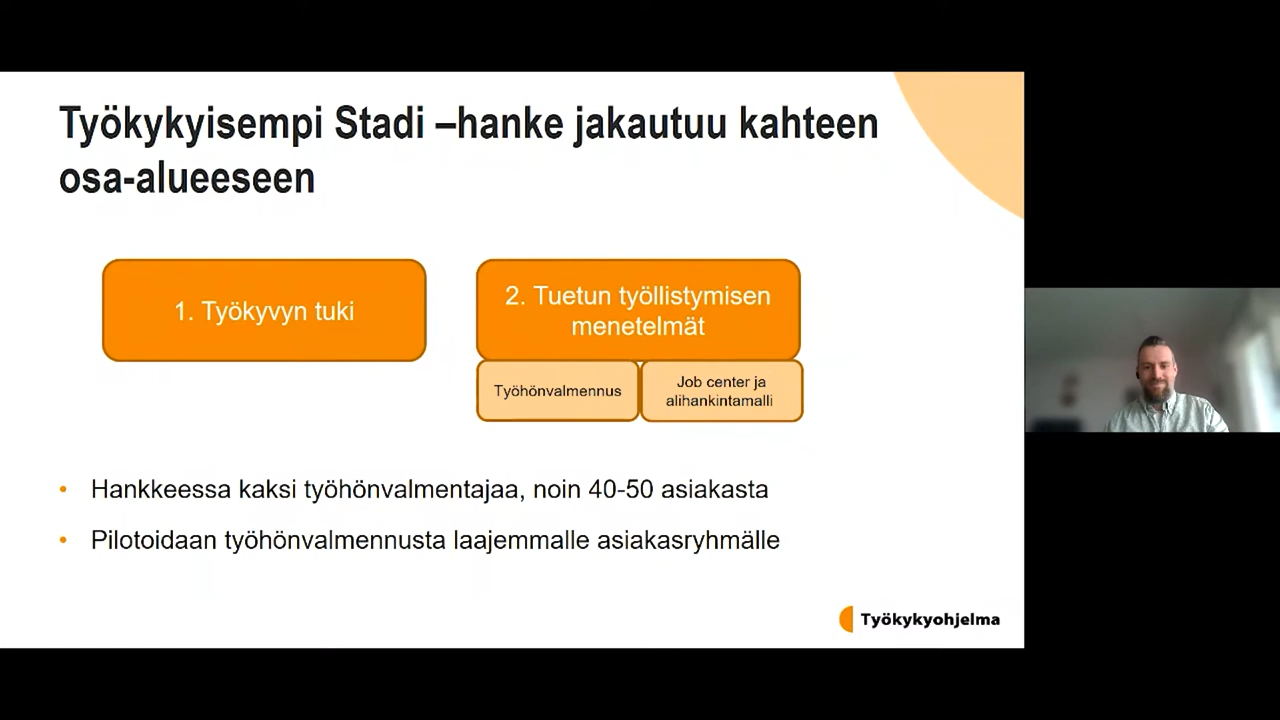 Työkykyisempi Stadi –hanke jakautuu kahteen
osa-alueeseen
1. Työkyvyn tuki
2. Tuetun työllistymisen
menetelmät
Työhönvalmennus
Job center ja
alihankintamalli
• Hankkeessa kaksi työhönvalmentajaa, noin 40-50 asiakasta
• Pilotoidaan työhönvalmennusta laajemmalle asiakasryhmälle
Työkykyohjelma